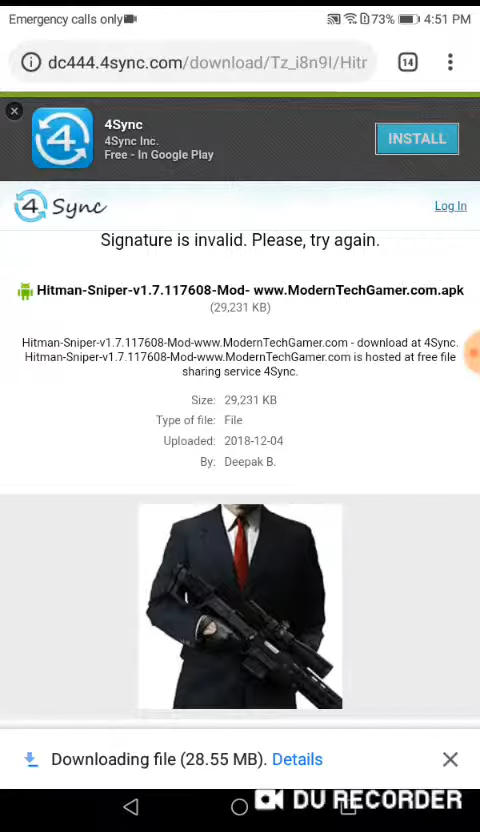 Emergency calls only 73% 4:51 PM
dc444.4sync.com/download/Tz_i8n9I/Hitr 14
4Sync
4Sync Inc.
Free - In Google Play
INSTALL
4 Sync
Log In
Signature is invalid. Please, try again.
Hitman-Sniper-v1.7.117608-Mod- www.ModernTechGamer.com.apk
(29,231 KB)
Hitman-Sniper-v1.7.117608-Mod-www.ModernTechGamer.com - download at 4Sync.
Hitman-Sniper-v1.7.117608-Mod-www.ModernTechGamer.com is hosted at free file
sharing service 4Sync.
Size: 29,231 KB
Type of file: File
Uploaded: 2018-12-04
By: Deepak B.
Downloading file (28.55 MB). Details
DU RECORDER